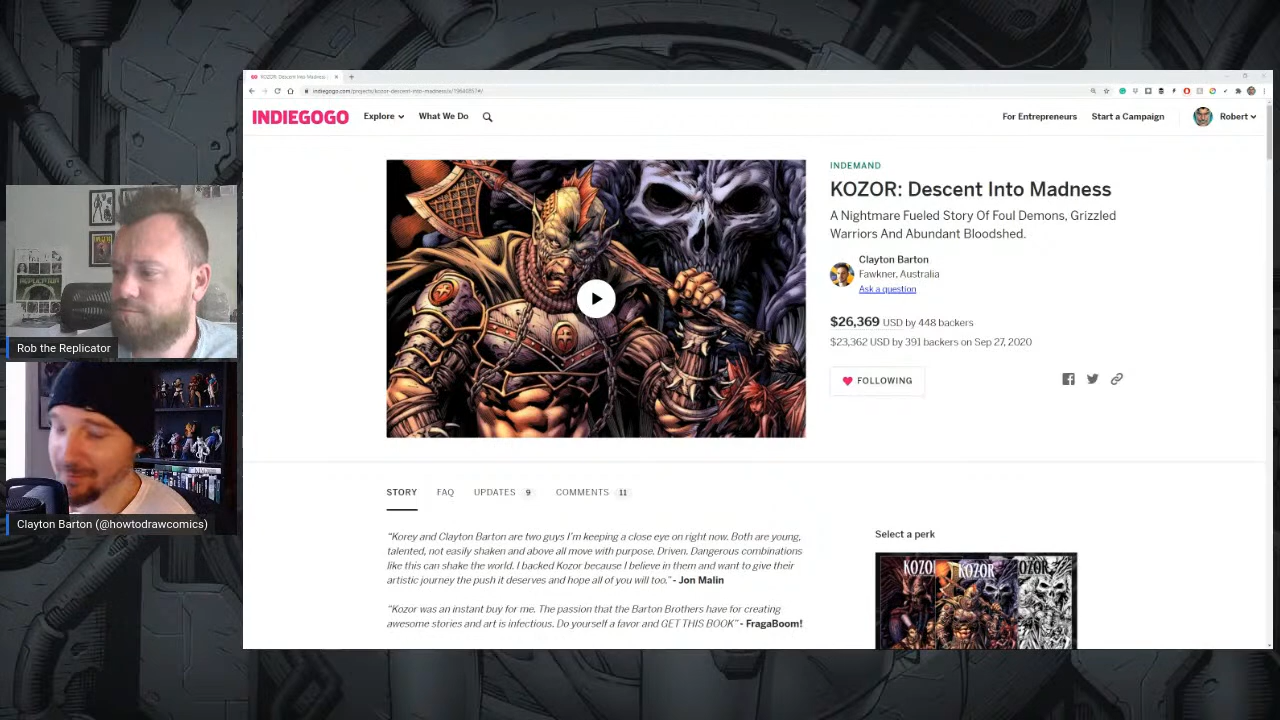 KOZOR: Descent Into Madness
INDIEGOGO
Explore
What We Do
For Entrepreneurs
Start a Campaign
Robert
INDEMAND
KOZOR: Descent Into Madness
A Nightmare Fueled Story Of Foul Demons, Grizzled
Warriors And Abundant Bloodshed.
Clayton Barton
Fawkner, Australia
Ask a question
$26,369 USD by 448 backers
$23,362 USD by 391 backers on Sep 27, 2020
FOLLOWING
Rob the Replicator
Clayton Barton (@howtodrawcomics)
STORY
FAQ
UPDATES 9
COMMENTS 11
“Korey and Clayton Barton are two guys I'm keeping a close eye on right now. Both are young,
talented, not easily shaken and above all move with purpose. Driven. Dangerous combinations
like this can shake the world. I backed Kozor because I believe in them and want to give their
artistic journey the push it deserves and hope all of you will too.” - Jon Malin
“Kozor was an instant buy for me. The passion that the Barton Brothers have for creating
awesome stories and art is infectious. Do yourself a favor and GET THIS BOOK” - FragaBoom!
Select a perk
KOZOR